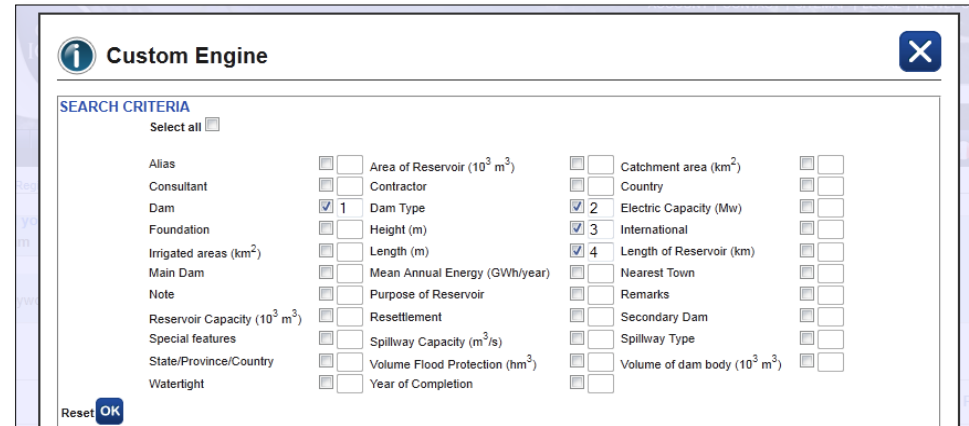 Custom Engine
SEARCH CRITERIA
Select all
Alias Area of Reservoir (10³ m³) Catchment area (km²)
Consultant Contractor Country
Dam 1 Dam Type 2 Electric Capacity (Mw)
Foundation Height (m) 3 International
Irrigated areas (km²) Length (m) 4 Length of Reservoir (km)
Main Dam Mean Annual Energy (GWh/year) Nearest Town
Note Purpose of Reservoir Remarks
Reservoir Capacity (10³ m³) Resettlement Secondary Dam
Special features Spillway Capacity (m³/s) Spillway Type
State/Province/Country Volume Flood Protection (hm³) Volume of dam body (10³ m³)
Watertight Year of Completion
Reset OK